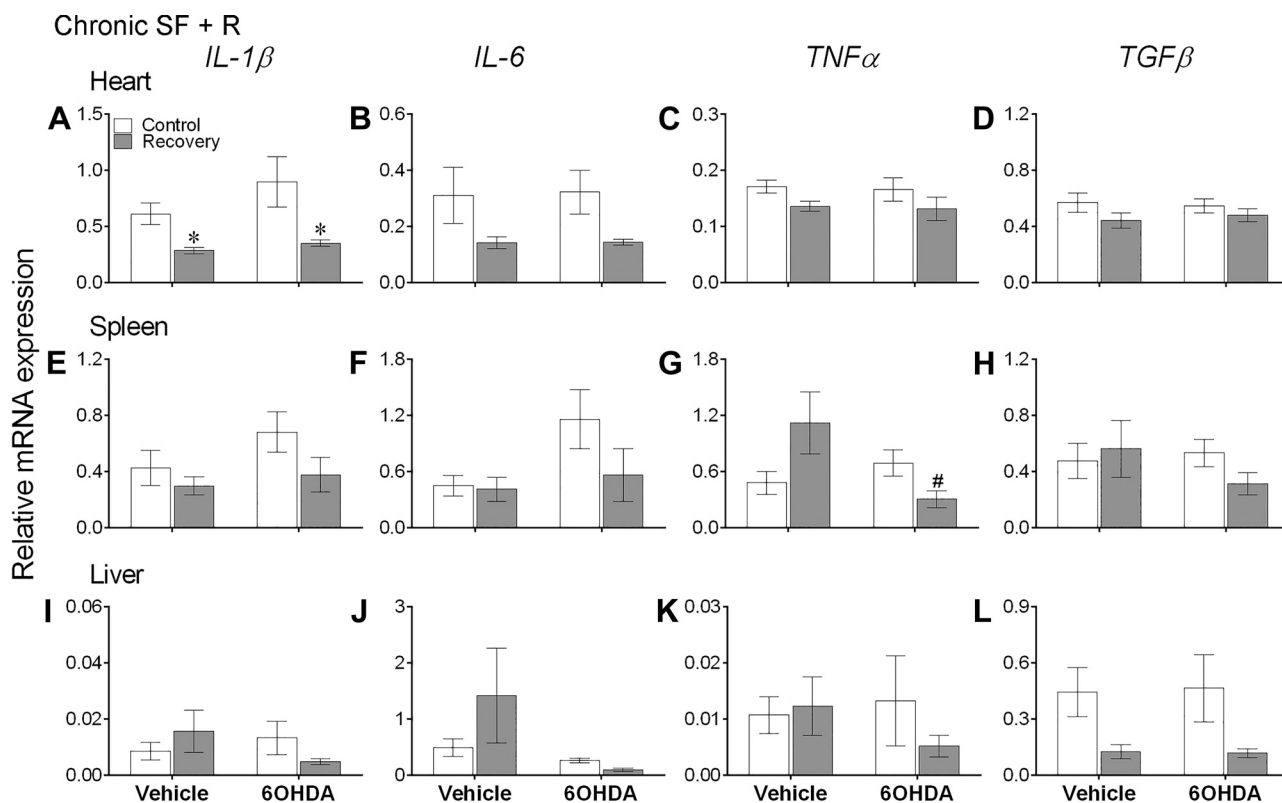 Chronic SF + R
IL-1β IL-6 TNFα TGFβ
Relative mRNA expression
Heart
A B C D
Control
Recovery
1.5 1.0 0.5 0.0
* *
0.6 0.4 0.2 0.0
0.3 0.2 0.1 0.0
1.2 0.8 0.4 0.0
Spleen
E F G H
1.2 0.8 0.4 0.0
1.8 1.2 0.6 0.0
1.8 1.2 0.6 0.0
#
1.2 0.8 0.4 0.0
Liver
I J K L
0.06 0.04 0.02 0.00
3 2 1 0
0.03 0.02 0.01 0.00
0.9 0.6 0.3 0.0
Vehicle 6OHDA Vehicle 6OHDA Vehicle 6OHDA Vehicle 6OHDA